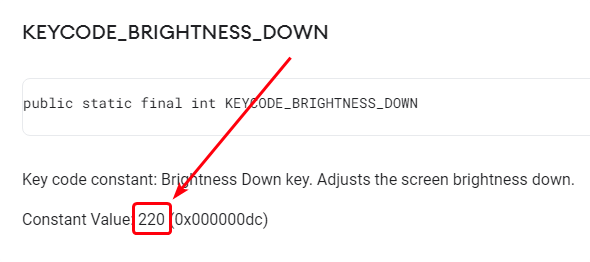 KEYCODE_BRIGHTNESS_DOWN
public static final int KEYCODE_BRIGHTNESS_DOWN
Key code constant: Brightness Down key. Adjusts the screen brightness down.
Constant Value: 220 (0x000000dc)